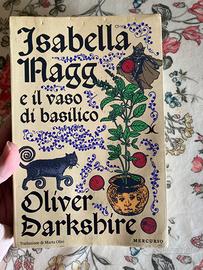 Isabella
Nagg
e il vaso
di basilico
Oliver
Darkshire
Traduzione di Marta Olivi
MERCURIO